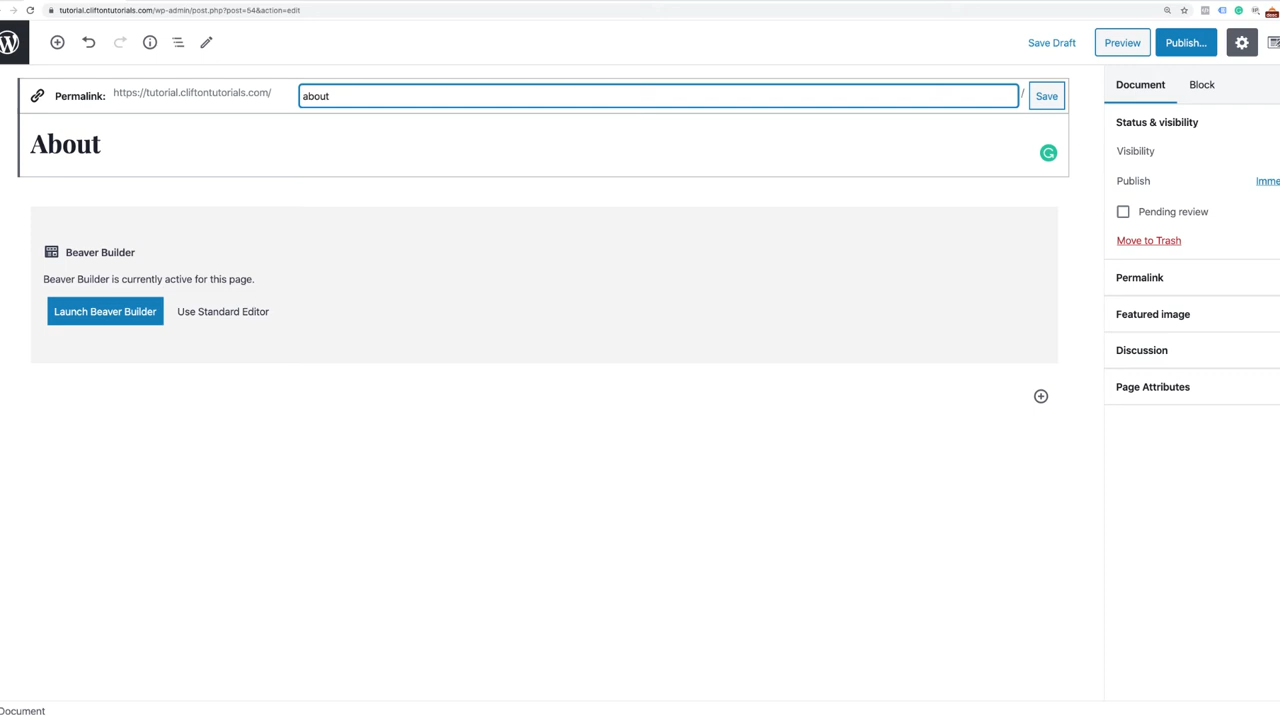 tutorial.cliftontutorials.com/wp-admin/post.php?post=54&action=edit
Save Draft
Preview
Publish...
Permalink: https://tutorial.cliftontutorials.com/ about / Save
About
Beaver Builder
Beaver Builder is currently active for this page.
Launch Beaver Builder
Use Standard Editor
Document
Block
Status & visibility
Visibility
Publish
Imme
Pending review
Move to Trash
Permalink
Featured image
Discussion
Page Attributes
Document